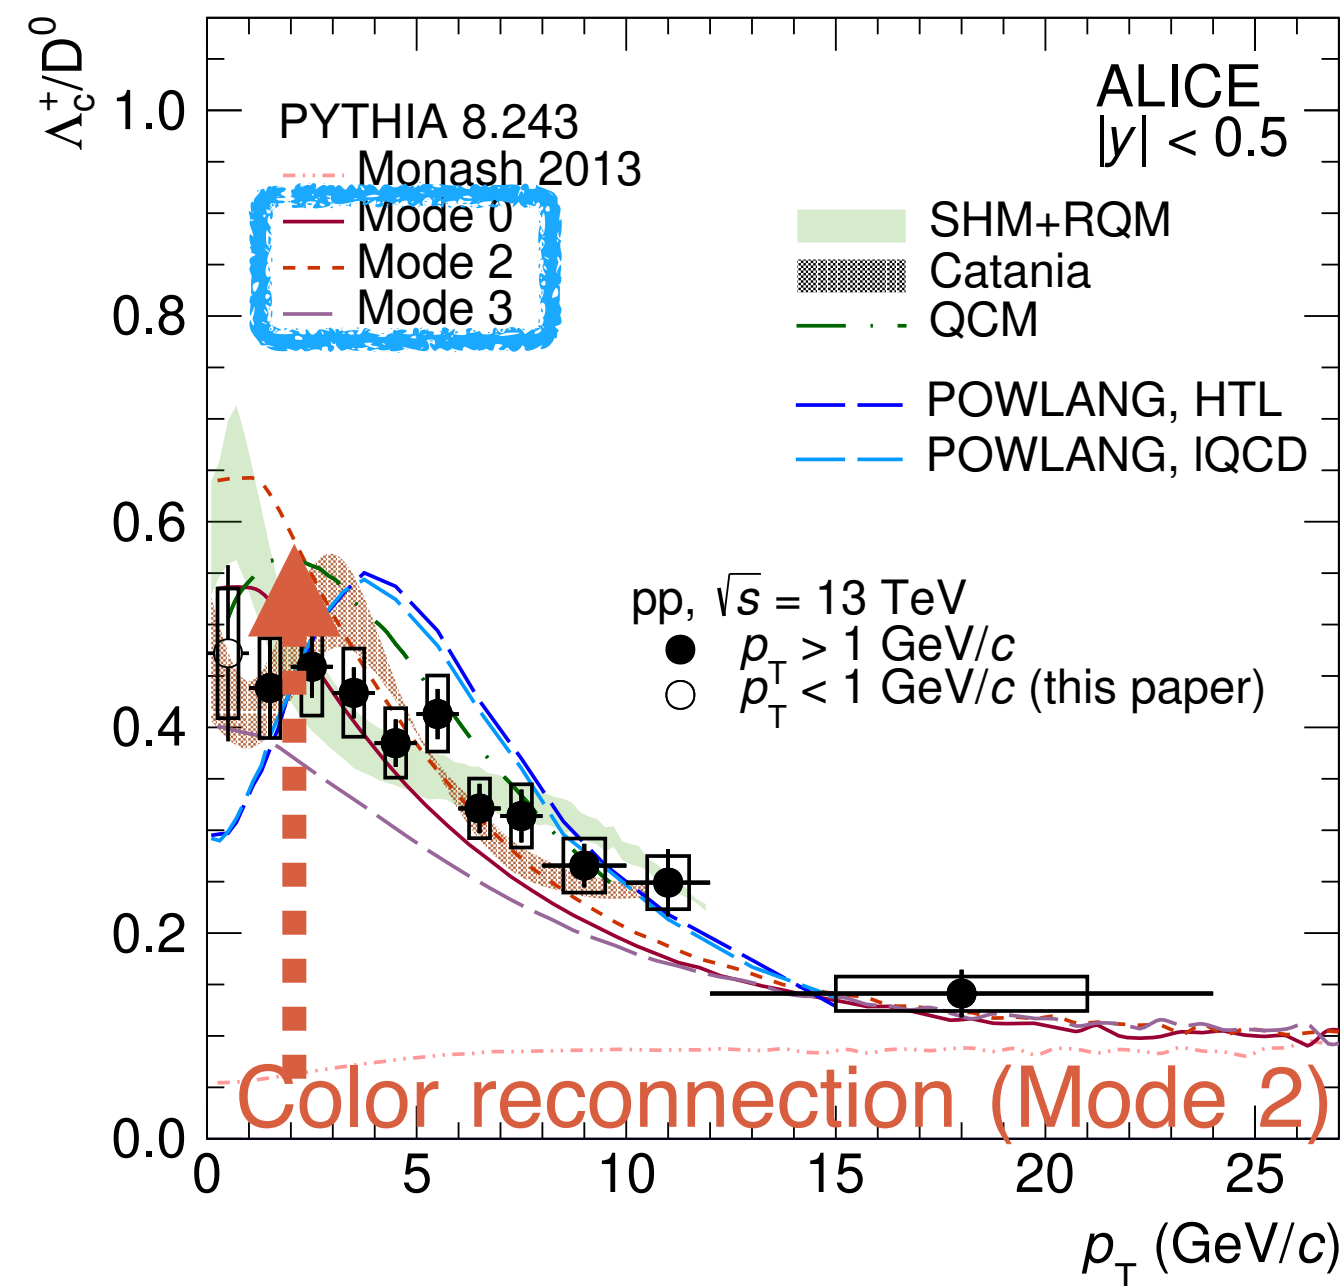 Λc+/D0
1.0
0.8
0.6
0.4
0.2
0.0
PYTHIA 8.243
Monash 2013
Mode 0
Mode 2
Mode 3
ALICE
|y| < 0.5
SHM+RQM
Catania
QCM
POWLANG, HTL
POWLANG, lQCD
pp, √s = 13 TeV
pT > 1 GeV/c
pT < 1 GeV/c (this paper)
Color reconnection (Mode 2)
0 5 10 15 20 25
pT (GeV/c)